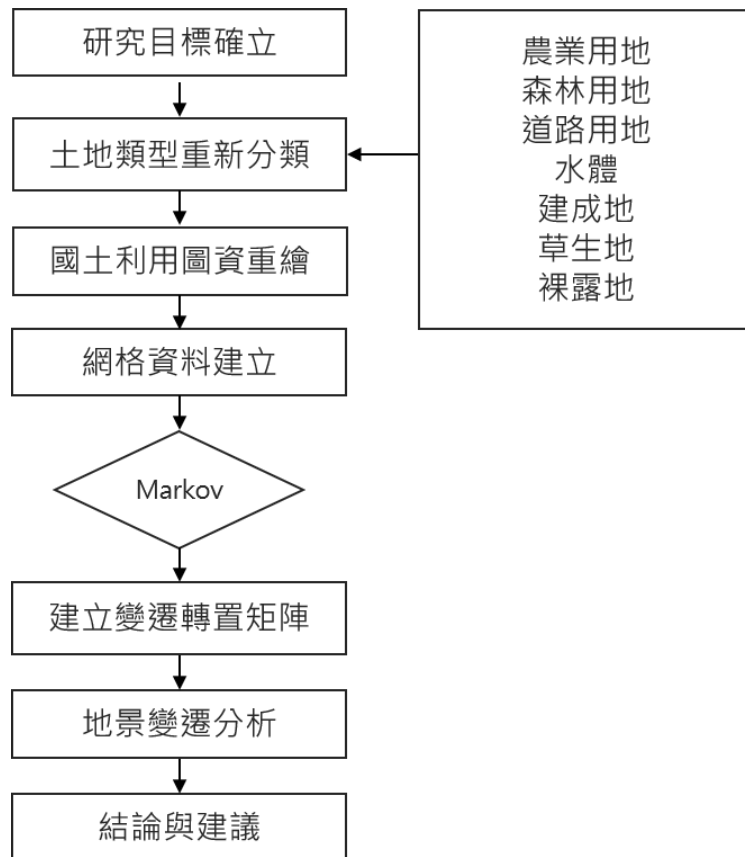 研究目標確立
土地類型重新分類
國土利用圖資重繪
網格資料建立
Markov
建立變遷轉置矩陣
地景變遷分析
結論與建議
農業用地
森林用地
道路用地
水體
建成地
草生地
裸露地